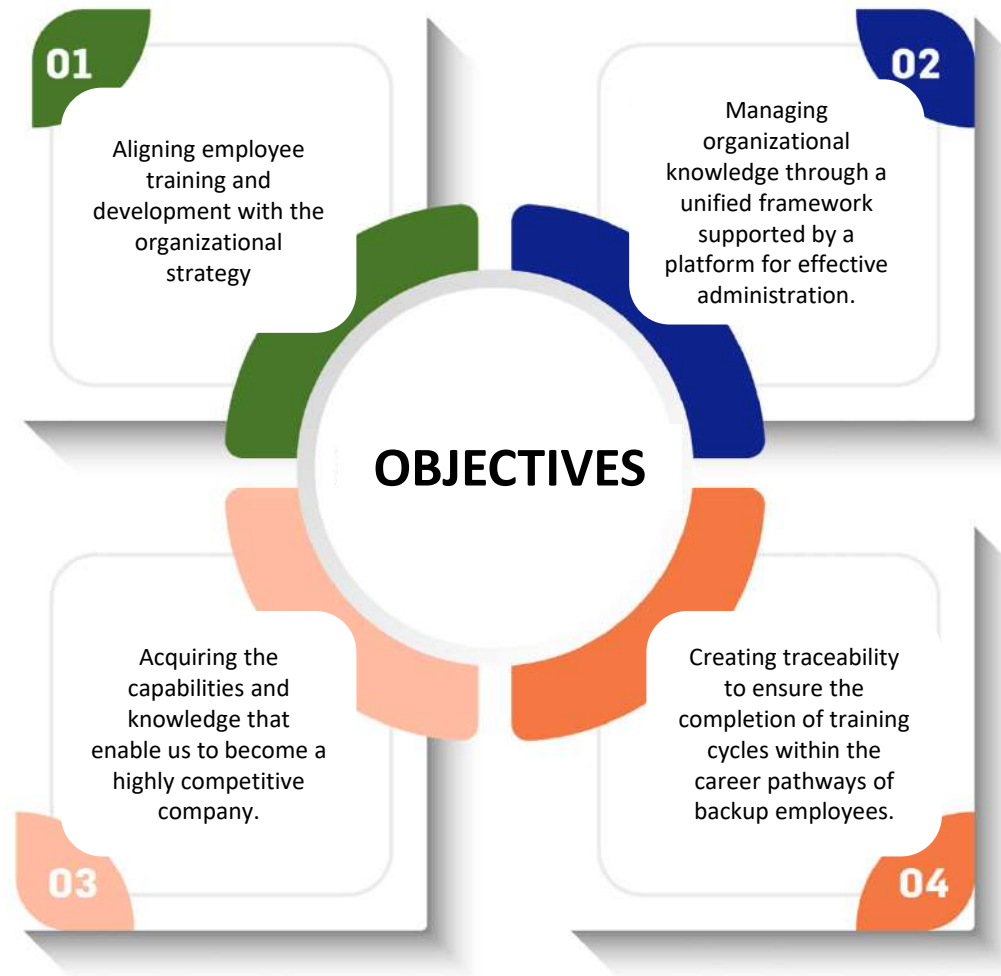 01
Aligning employee
training and
development with the
organizational
strategy
02
Managing
organizational
knowledge through a
unified framework
supported by a
platform for effective
administration.
OBJECTIVES
Acquiring the
capabilities and
knowledge that
enable us to become a
highly competitive
company.
03
Creating traceability
to ensure the
completion of training
cycles within the
career pathways of
backup employees.
04